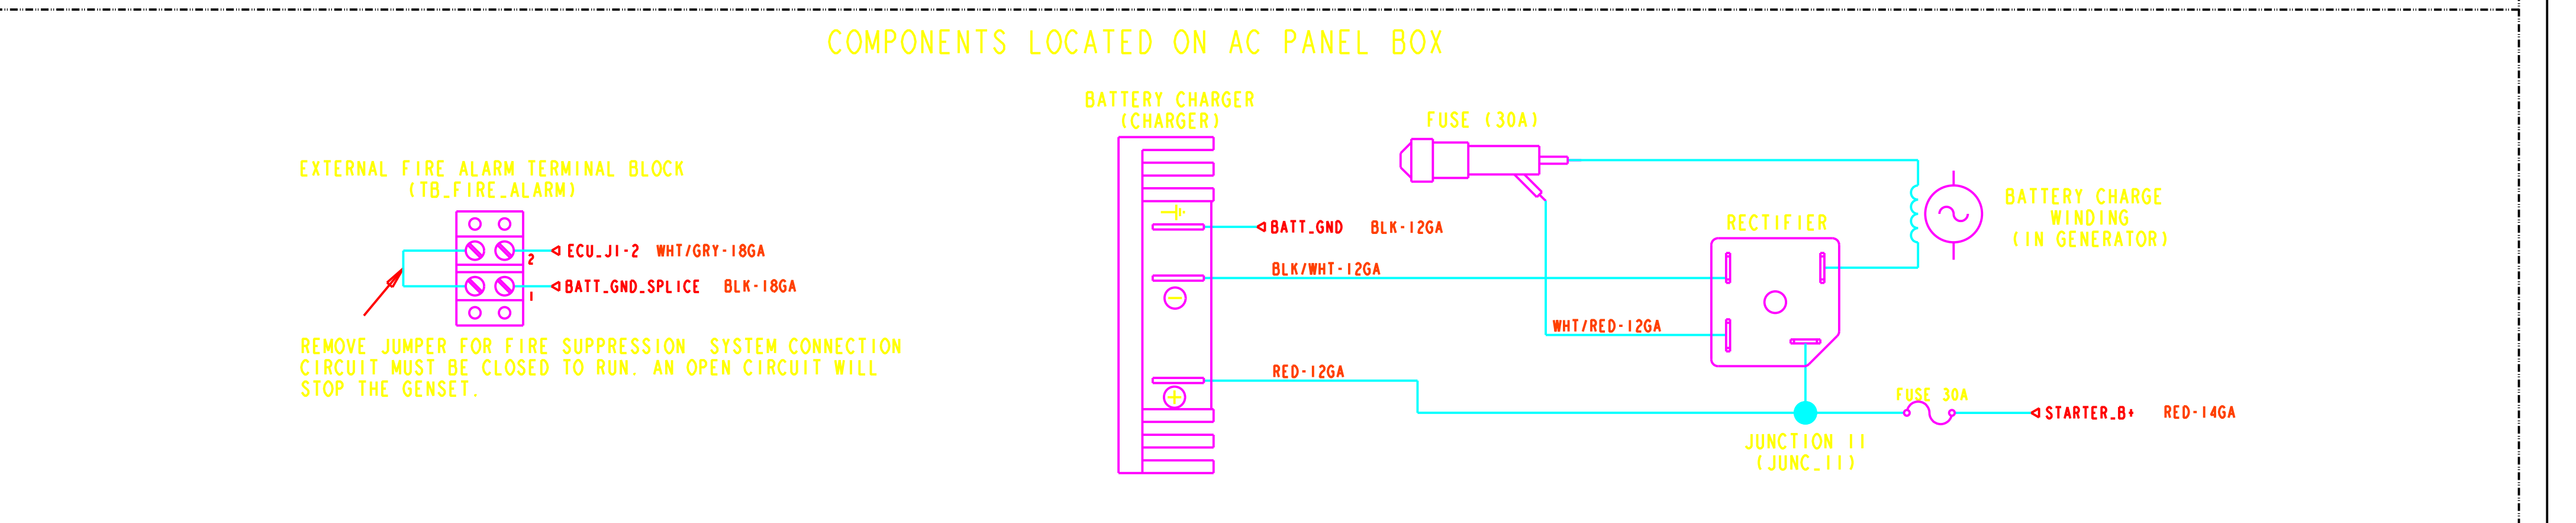 COMPONENTS LOCATED ON AC PANEL BOX
EXTERNAL FIRE ALARM TERMINAL BLOCK
(TB_FIRE_ALARM)
ECU_J1-2 WHT/GRY-18GA
2
BATT_GND_SPLICE BLK-18GA
1
REMOVE JUMPER FOR FIRE SUPPRESSION SYSTEM CONNECTION
CIRCUIT MUST BE CLOSED TO RUN. AN OPEN CIRCUIT WILL
STOP THE GENSET.
BATTERY CHARGER
(CHARGER)
BATT_GND BLK-12GA
BLK/WHT-12GA
RED-12GA
FUSE (30A)
WHT/RED-12GA
RECTIFIER
BATTERY CHARGE
WINDING
(IN GENERATOR)
FUSE 30A
STARTER_B+ RED-14GA
JUNCTION 11
(JUNC_11)